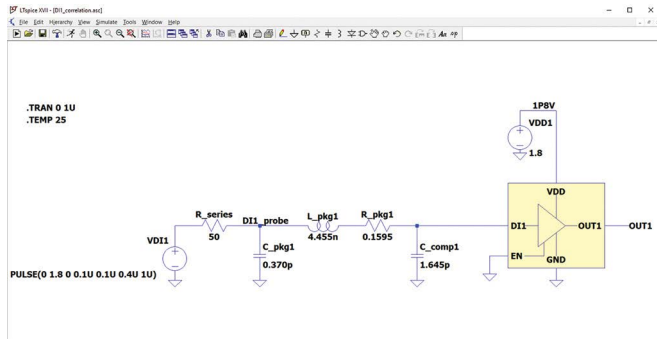 LTspice XVII - [DI1_correlation.asc]
File Edit Hierarchy View Simulate Tools Window Help
.TRAN 0 1U
.TEMP 25
1P8V
VDD1
1.8
VDD
R_series
DI1_probe
L_pkg1
R_pkg1
50
4.455n
0.1595
DI1
OUT1
OUT1
VDI1
C_pkg1
C_comp1
EN
GND
0.370p
1.645p
PULSE(0 1.8 0 0.1U 0.1U 0.4U 1U)